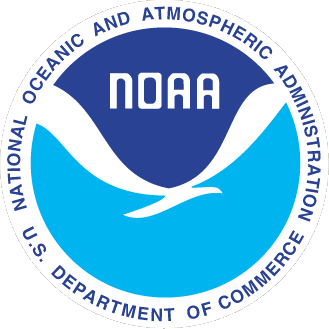 NATIONAL OCEANIC AND ATMOSPHERIC ADMINISTRATION
NOAA
U.S. DEPARTMENT OF COMMERCE